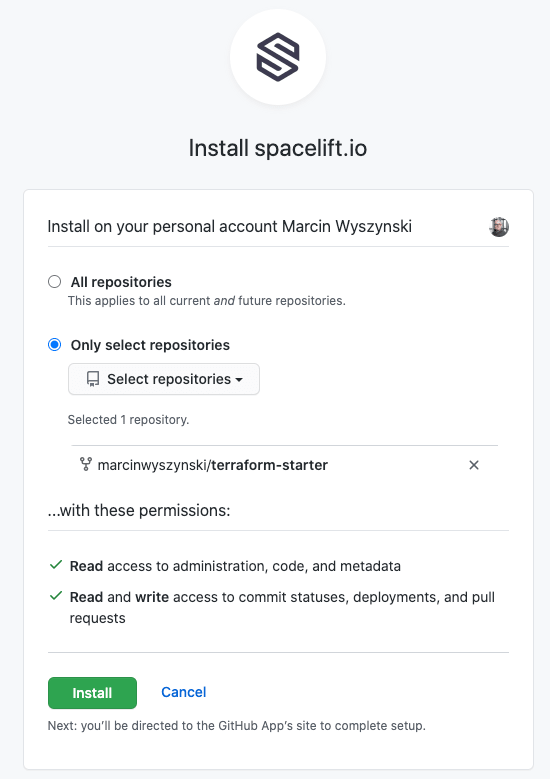 Install spacelift.io
Install on your personal account Marcin Wyszynski
All repositories
This applies to all current and future repositories.
Only select repositories
Select repositories
Selected 1 repository.
marcinwyszynski/terraform-starter
...with these permissions:
Read access to administration, code, and metadata
Read and write access to commit statuses, deployments, and pull
requests
Install Cancel
Next: you’ll be directed to the GitHub App’s site to complete setup.